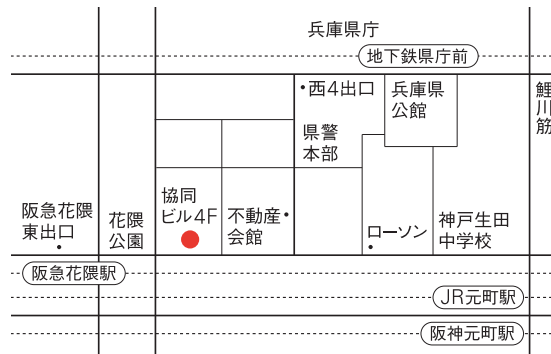 兵庫県庁
地下鉄県庁前
・西4出口
兵庫県
公館
鯉川筋
県警
本部
協同
ビル4F
不動産・
会館
阪急花隈
東出口
花隈
公園
ローソン
神戸生田
中学校
阪急花隈駅
JR元町駅
阪神元町駅